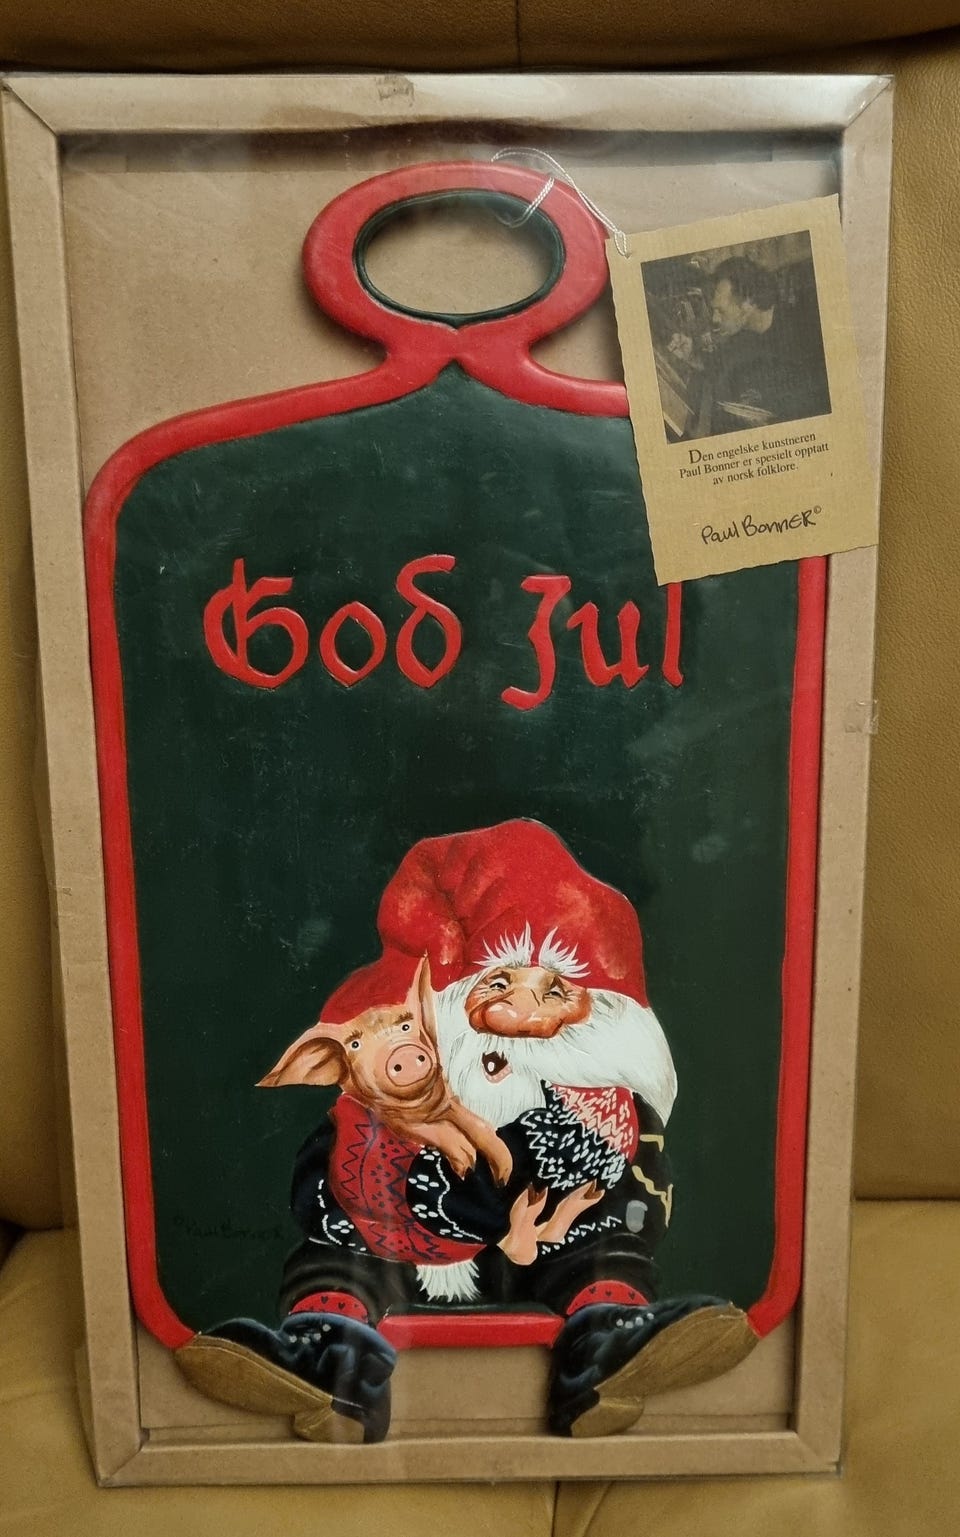 Den engelske kunstneren
Paul Bonner er spesielt opptatt
av norsk folklore.
Paul Bonner©
God Jul
© Paul Bonner